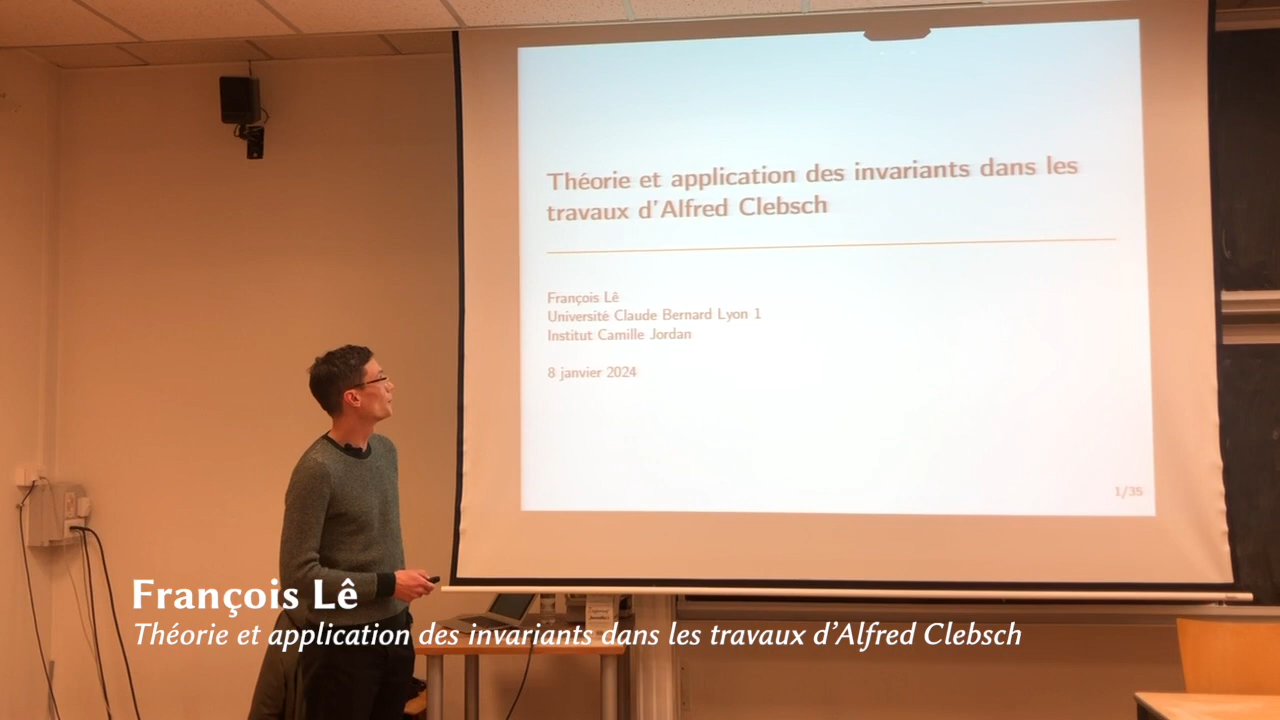 Théorie et application des invariants dans les
travaux d'Alfred Clebsch
François Lê
Université Claude Bernard Lyon 1
Institut Camille Jordan
8 janvier 2024
1/35
François Lê
Théorie et application des invariants dans les travaux d'Alfred Clebsch